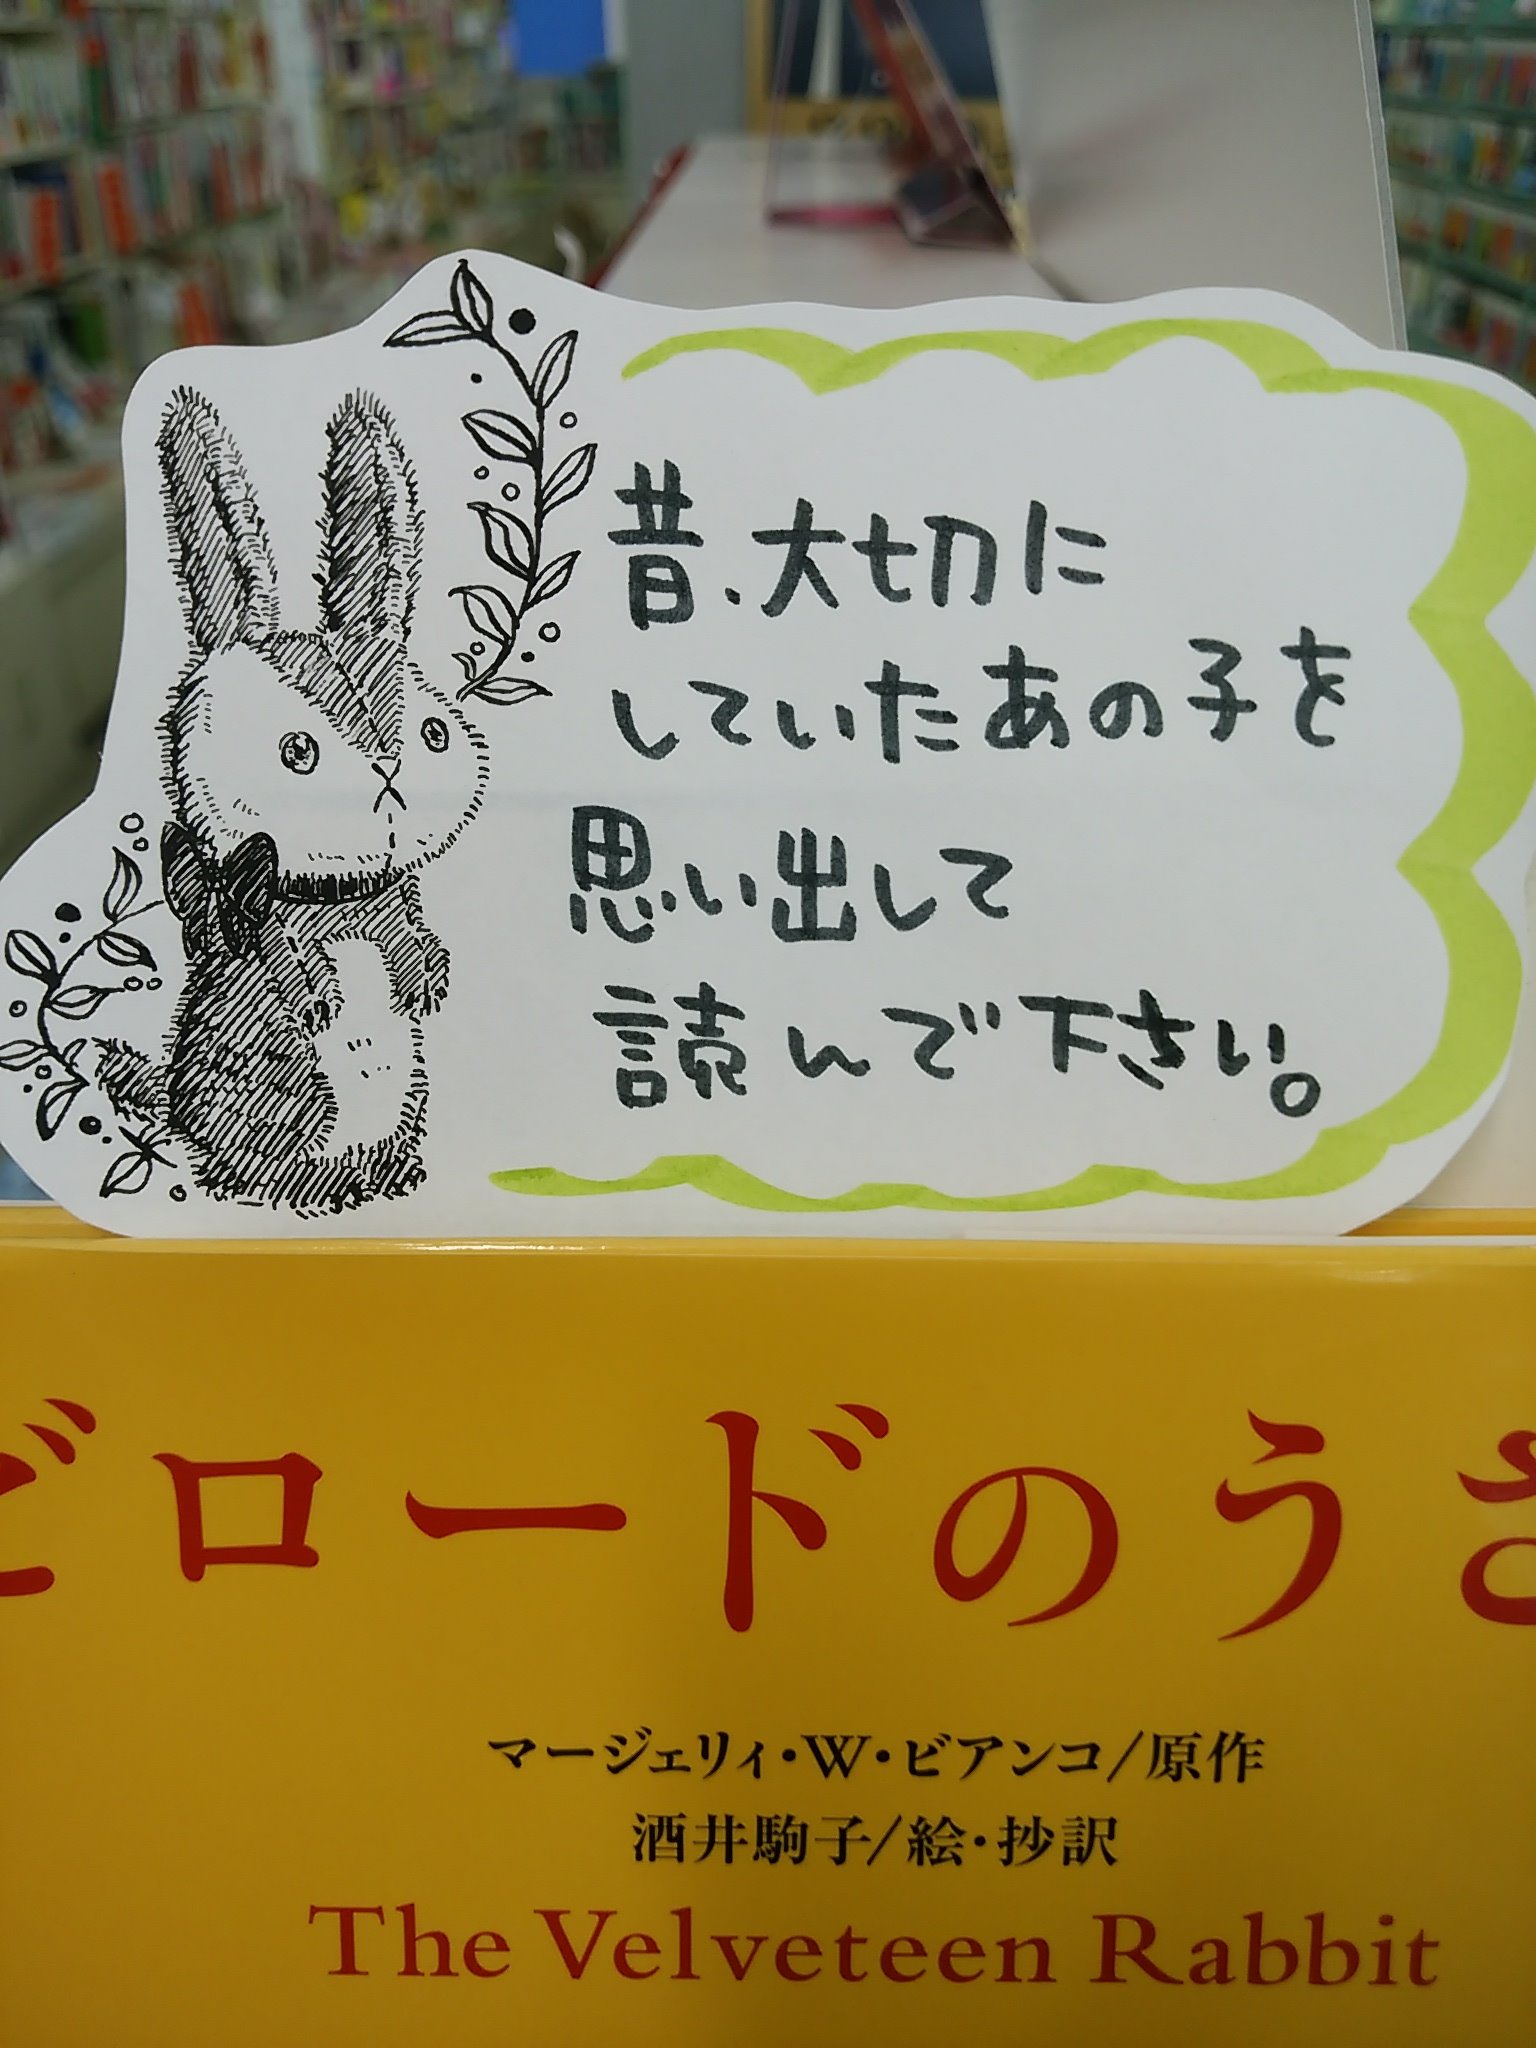 昔、大切に
していたあの子を
思い出して
読んで下さい。
ビロードのうさ
マージェリィ・W・ビアンコ/原作
酒井駒子/絵・抄訳
The Velveteen Rabbit